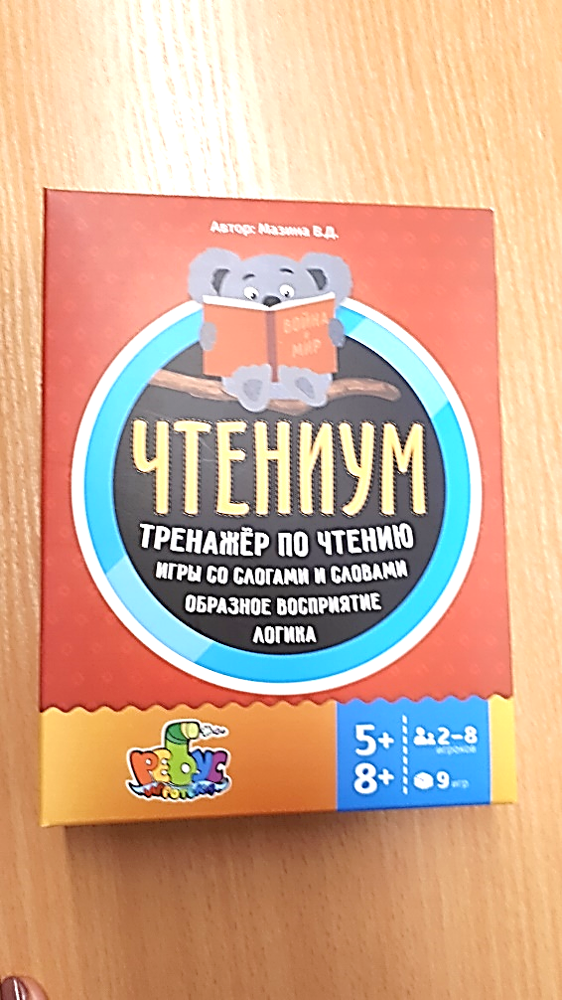 Автор: Мазина В.Д.
ВОЙНА
МИР
ЧТЕНИУМ
ТРЕНАЖЁР ПО ЧТЕНИЮ
ИГРЫ СО СЛОГАМИ И СЛОВАМИ
ОБРАЗНОЕ ВОСПРИЯТИЕ
ЛОГИКА
РЕБУС
5+
8+
2-8
игроков
9 игр